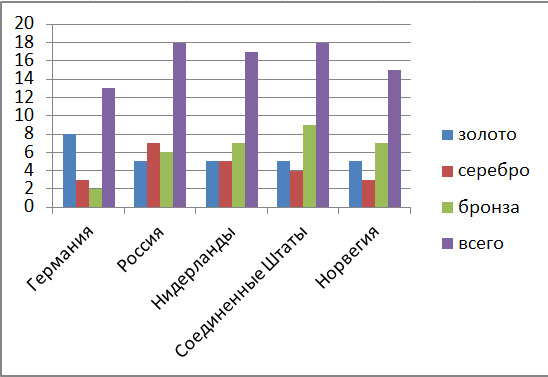 20
18
16
14
12
10
8
6
4
2
0
Германия
Россия
Нидерланды
Соединенные Штаты
Норвегия
золото
серебро
бронза
всего